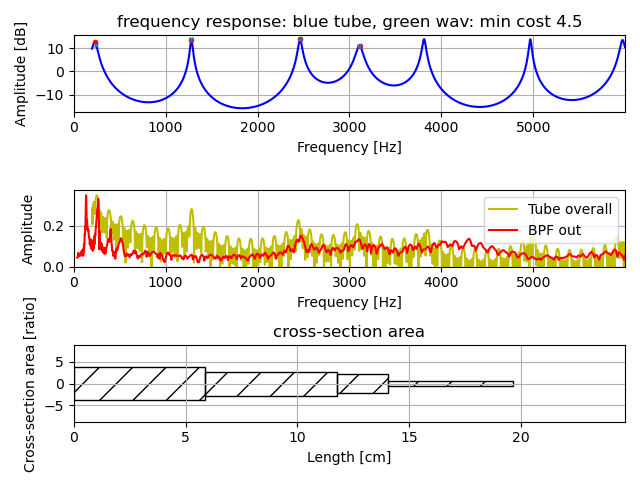 frequency response: blue tube, green wav: min cost 4.5
Amplitude [dB]
10
0
−10
0 1000 2000 3000 4000 5000
Frequency [Hz]
Amplitude
0.2
0.0
Tube overall
BPF out
0 1000 2000 3000 4000 5000
Frequency [Hz]
cross-section area
Cross-section area [ratio]
5
0
−5
0 5 10 15 20
Length [cm]